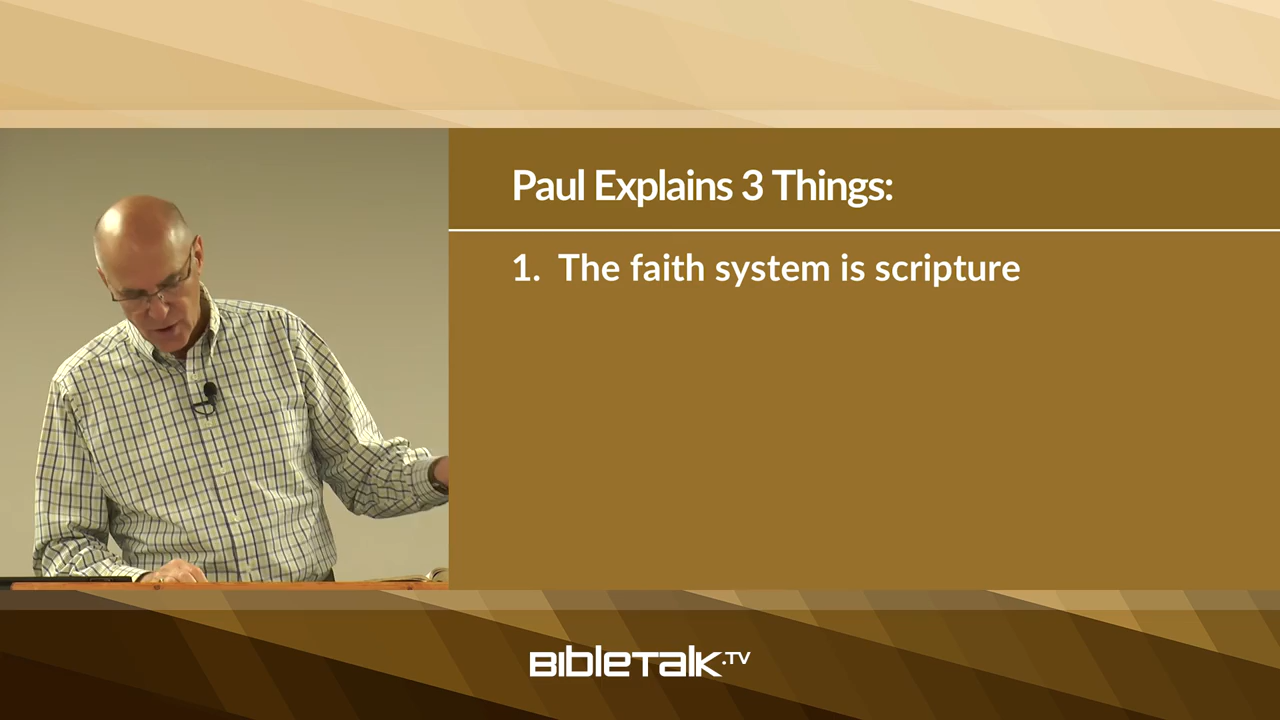 Paul Explains 3 Things:
1. The faith system is scripture
BIBLETALK.TV